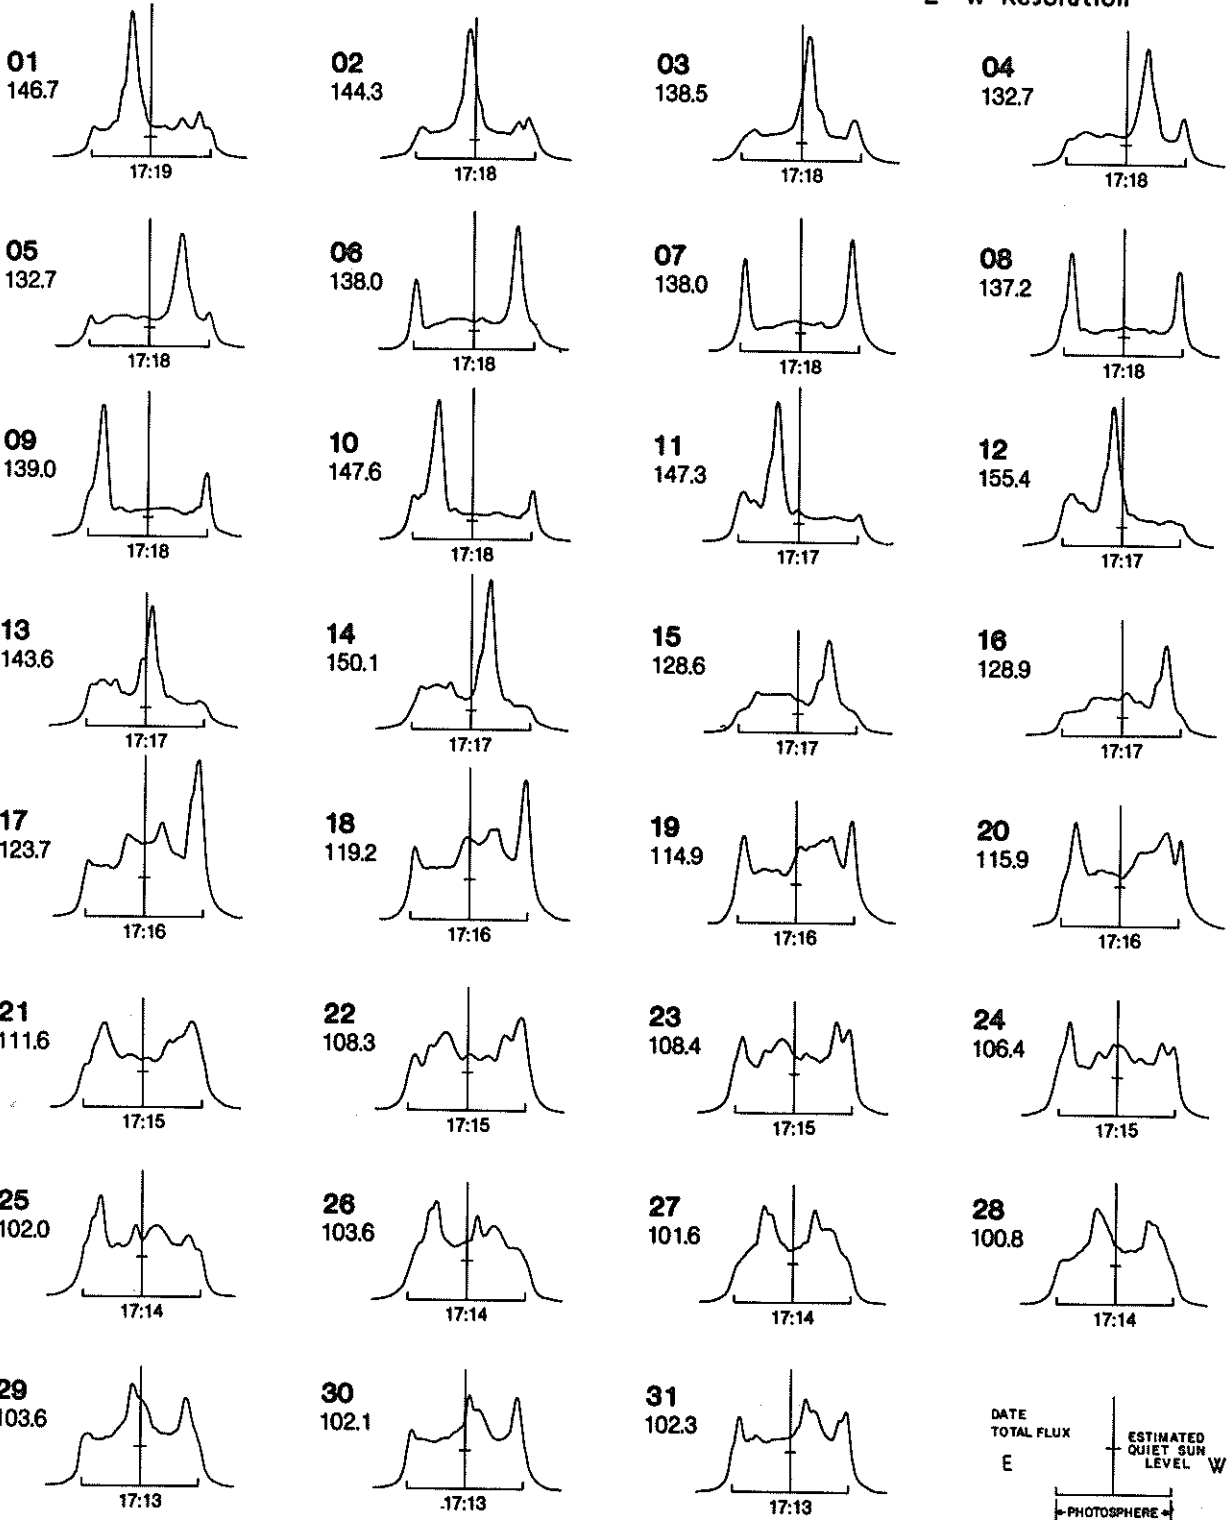 E - W Resolution
01 02 03 04
146.7 144.3 138.5 132.7
17:19 17:18 17:18 17:18
05 06 07 08
132.7 138.0 138.0 137.2
17:18 17:18 17:18 17:18
09 10 11 12
139.0 147.6 147.3 155.4
17:18 17:18 17:17 17:17
13 14 15 16
143.6 150.1 128.6 128.9
17:17 17:17 17:17 17:17
17 18 19 20
123.7 119.2 114.9 115.9
17:16 17:16 17:16 17:16
21 22 23 24
111.6 108.3 108.4 106.4
17:15 17:15 17:15 17:15
25 26 27 28
102.0 103.6 101.6 100.8
17:14 17:14 17:14 17:14
29 30 31
103.6 102.1 102.3
17:13 17:13 17:13
DATE
TOTAL FLUX
E
ESTIMATED
QUIET SUN
LEVEL W
PHOTOSPHERE